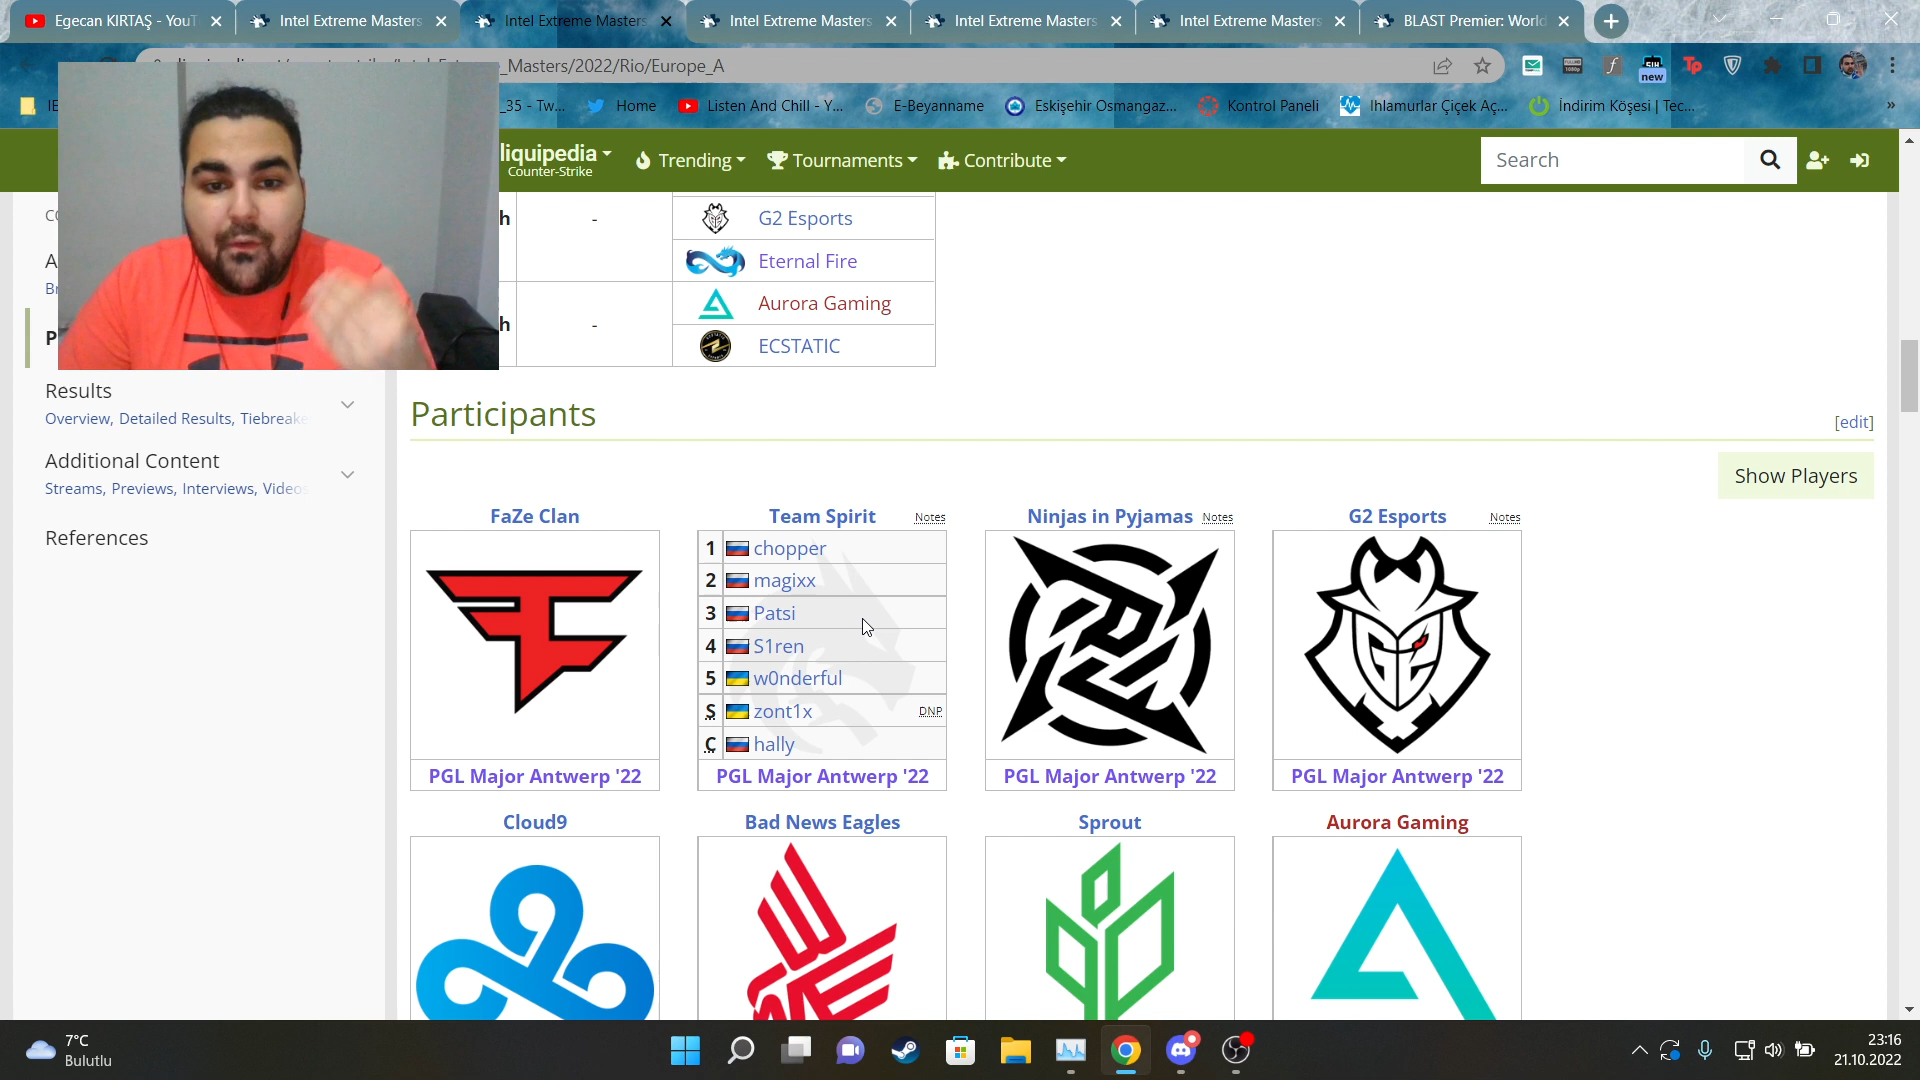 Egecan KIRTAŞ - YouT
Intel Extreme Masters
Intel Extreme Masters
Intel Extreme Masters
Intel Extreme Masters
Intel Extreme Masters
BLAST Premier: World
_Masters/2022/Rio/Europe_A
new
IE
_35 - Tw...
Home
Listen And Chill - Y...
E-Beyanname
Eskişehir Osmangaz...
Kontrol Paneli
Ihlamurlar Çiçek Aç...
İndirim Köşesi | Tec...
»
liquipedia
Counter-Strike
Trending
Tournaments
Contribute
Search
h
-
G2 Esports
Eternal Fire
h
-
Aurora Gaming
ECSTATIC
Results
Overview, Detailed Results, Tiebreake
Additional Content
Streams, Previews, Interviews, Videos
References
Participants
[edit]
Show Players
FaZe Clan
PGL Major Antwerp '22
Team Spirit Notes
1 chopper
2 magixx
3 Patsi
4 S1ren
5 w0nderful
S zont1x DNP
C hally
PGL Major Antwerp '22
Ninjas in Pyjamas Notes
PGL Major Antwerp '22
G2 Esports Notes
PGL Major Antwerp '22
Cloud9
Bad News Eagles
Sprout
Aurora Gaming
7°C
Bulutlu
23:16
21.10.2022